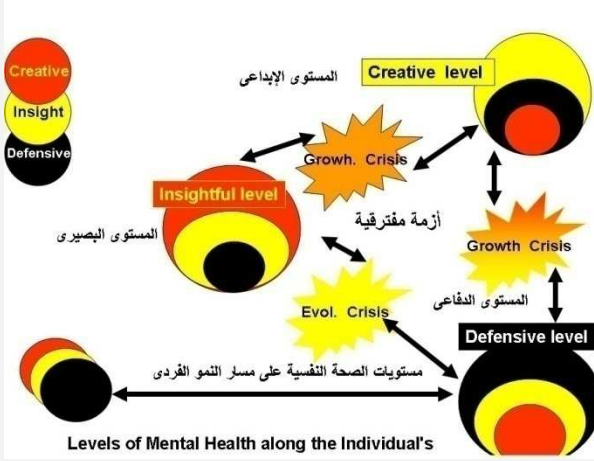 Creative
Insight
Defensive
المستوى الإبداعى
Creative level
Growh. Crisis
Insightful level
أزمة مفترقية
المستوى البصيرى
Growth Crisis
المستوى الدفاعى
Evol. Crisis
Defensive level
مستويات الصحة النفسية على مسار النمو الفردى
Levels of Mental Health along the Individual's